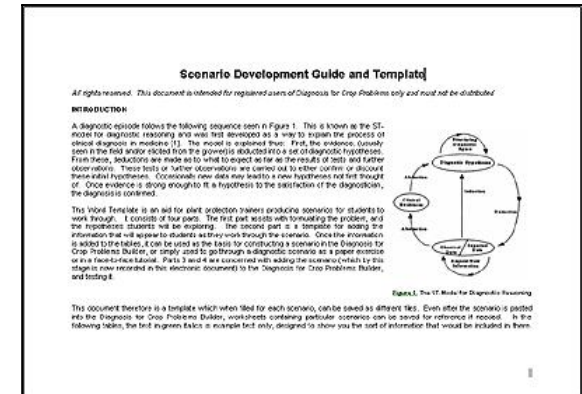 Scenario Development Guide and Template
All rights reserved. This document is intended for registered users of Diagnosis for Crop Problems only and must not be distributed
INTRODUCTION
A diagnostic episode follows the following sequence seen in Figure 1. This is known as the ST-
model for diagnostic reasoning and was first developed as a way to explain the process of
clinical diagnosis in medicine [1]. The model is explained thus: First, the evidence, (usually
seen in the field and/or elicited from the grower) is abducted into a set of diagnostic hypotheses.
From these, deductions are made as to what to expect as far as the results of tests and further
observations. These tests or further observations are carried out to either confirm or discount
these initial hypotheses. Occasionally new data may lead to a new hypotheses not first thought
of. Once evidence is strong enough to fit a hypothesis to the satisfaction of the diagnostician,
the diagnosis is confirmed.
This Word Template is an aid for plant protection trainers producing scenarios for students to
work through. It consists of four parts. The first part assists with formulating the problem, and
the hypotheses students will be exploring. The second part is a template for adding the
information that will appear to students as they work through the scenario. Once the information
is added to the tables, it can be used as the basis for constructing a scenario in the Diagnosis for
Crop Problems Builder, or simply used to go through a diagnostic scenario as a paper exercise
or in a face-to-face tutorial. Parts 3 and 4 are concerned with adding the scenario (which by this
stage is now recorded in this electronic document) to the Diagnosis for Crop Problems Builder,
and testing it.
Diagnostic Hypotheses
Abduction
Induction
Deduction
Abduction
Figure 1. The ST-Model for Diagnostic Reasoning
This document therefore is a template which when filled for each scenario, can be saved as different files. Even after the scenario is pasted
into the Diagnosis for Crop Problems Builder, worksheets containing particular scenarios can be saved for reference if needed. In the
following tables, the text in green italics is example text only, designed to show you the sort of information that would be included in there.